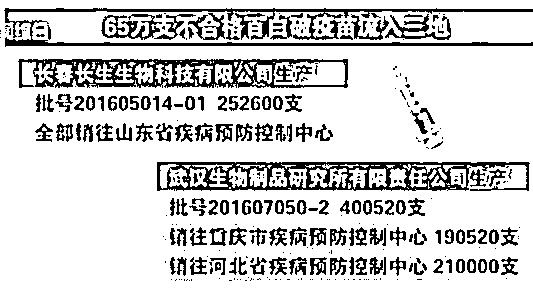 65万支不合格百白破疫苗流入三地
长春长生生物科技有限公司生产
批号201605014-01 252600支
全部销往山东省疾病预防控制中心
武汉生物制品研究所有限责任公司生产
批号201607050-2 400520支
销往重庆市疾病预防控制中心 190520支
销往河北省疾病预防控制中心 210000支